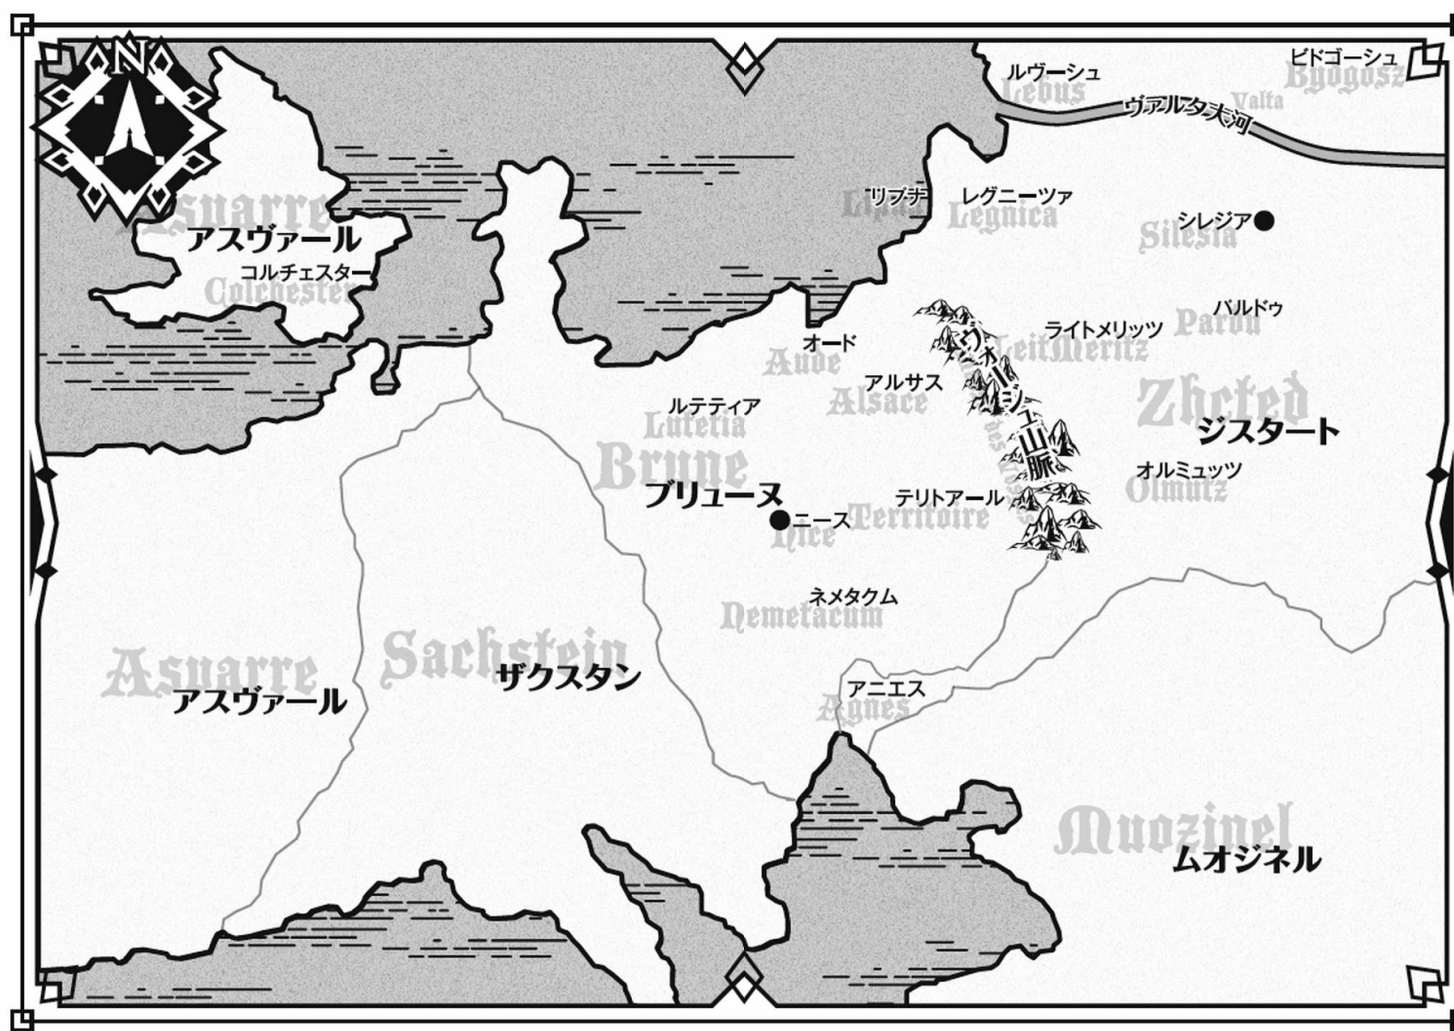 N
ルヴーシュ
Lebus
ビドゴーシュ
Bydgosz
ヴァルタ大河
Valta
リプナ
Lipna
レグニーツァ
Legnica
シレジア
Silesia
Asvarre
アスヴァール
コルチェスター
Colchester
パルドゥ
Pardu
ライトメリッツ
LeitMeritz
オード
Aude
アルサス
Alsace
ヴォージュ山脈
des Vosges
Zhcted
ジスタート
ルテティア
Lutetia
Brune
ブリューヌ
オルミュッツ
Olmutz
テリトアール
Territoire
ニース
Nice
ネメタクム
Nemetacum
Sachstein
ザクスタン
Asvarre
アスヴァール
アニエス
Agnes
Muozinel
ムオジネル